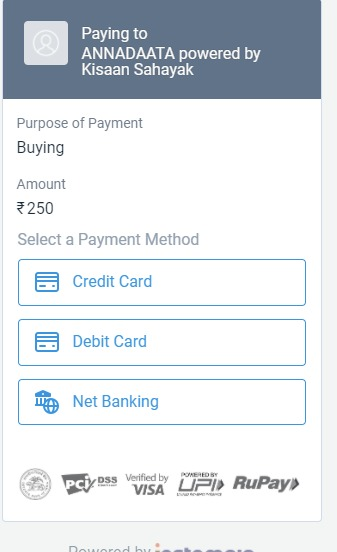 Paying to
ANNADAATA powered by
Kisaan Sahayak
Purpose of Payment
Buying
Amount
₹250
Select a Payment Method
Credit Card
Debit Card
Net Banking
PCI DSS
Verified by
VISA
POWERED BY
UPI
RuPay
Powered by